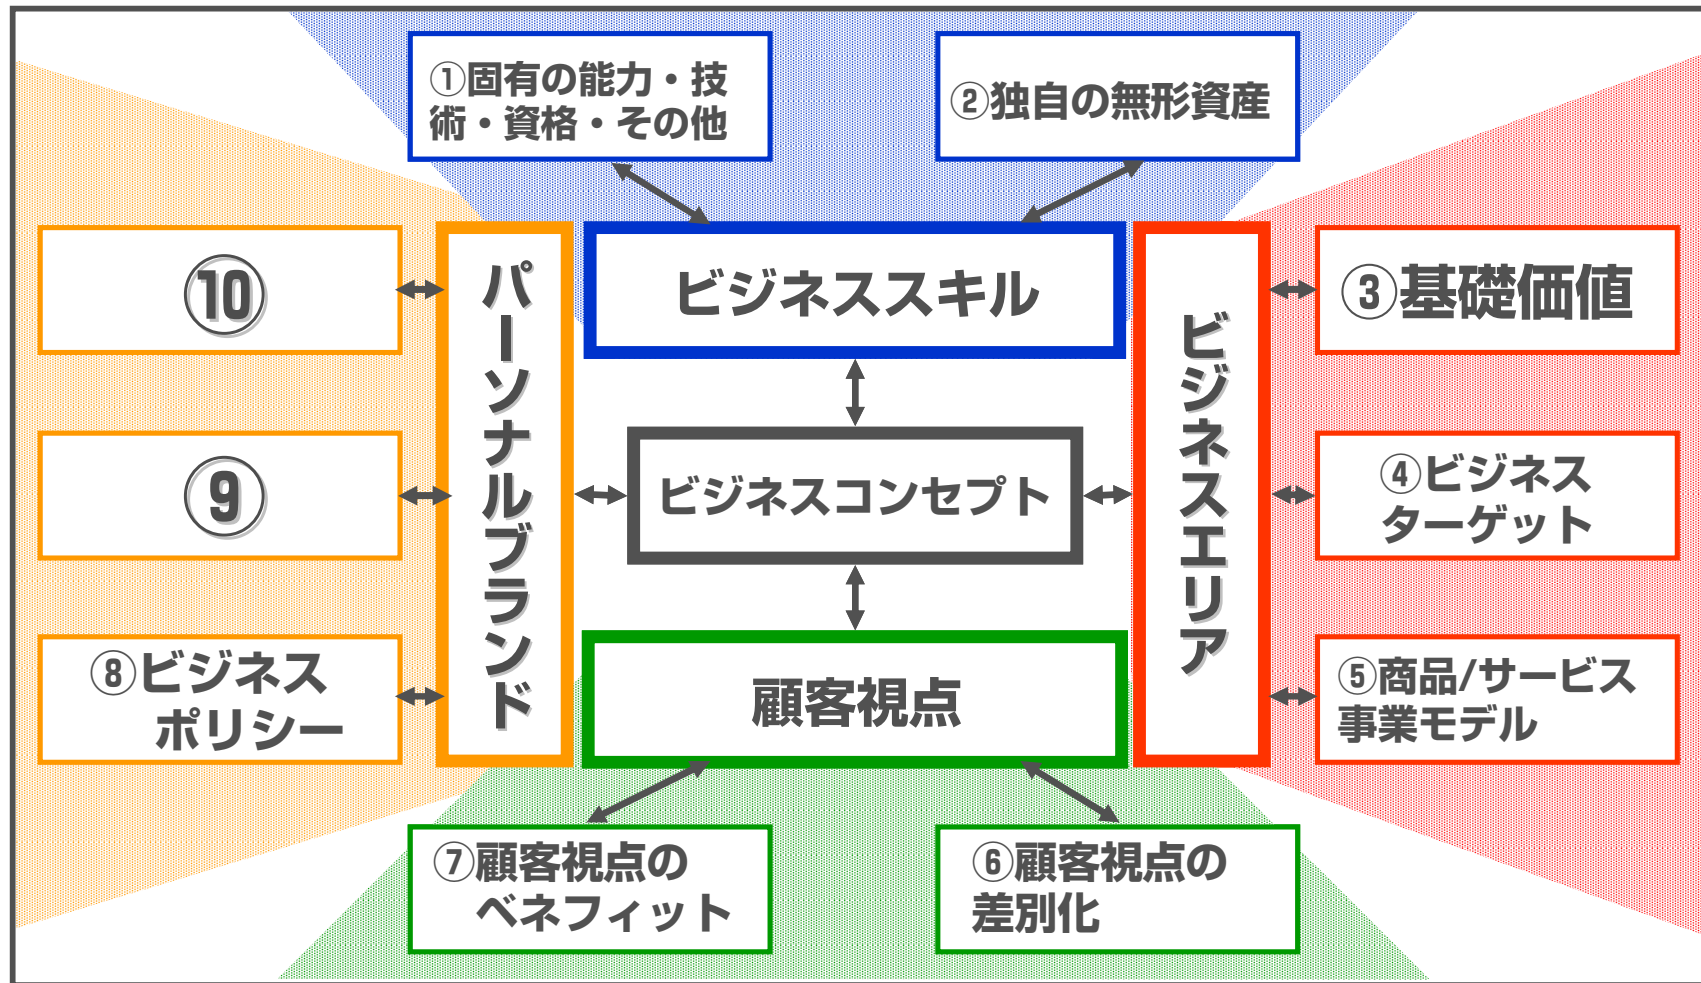 ①固有の能力・技
術・資格・その他
②独自の無形資産
⑩
パーソナルブランド
ビジネススキル
ビジネスエリア
③基礎価値
⑨
ビジネスコンセプト
④ビジネス
ターゲット
⑧ビジネス
ポリシー
顧客視点
⑤商品/サービス
事業モデル
⑦顧客視点の
ベネフィット
⑥顧客視点の
差別化